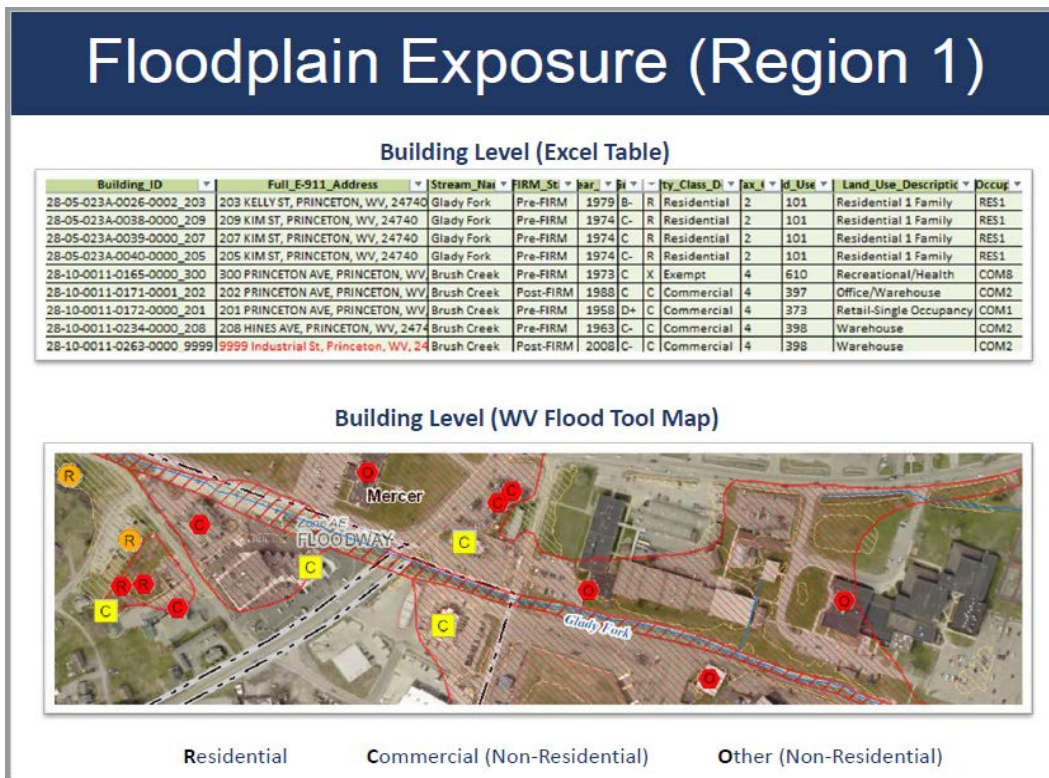 Floodplain Exposure (Region 1)
Building Level (Excel Table)
Building_ID Full_E-911_Address Stream_Nai FIRM_St ear_ ty_Class_D Tax_ d_Use Land_Use_Descriptic Occup
28-05-023A-0026-0002_203 203 KELLY ST, PRINCETON, WV, 24740 Glady Fork Pre-FIRM 1979 B- R Residential 2 101 Residential 1 Family RES1
28-05-023A-0038-0000_209 209 KIM ST, PRINCETON, WV, 24740 Glady Fork Pre-FIRM 1974 C- R Residential 2 101 Residential 1 Family RES1
28-05-023A-0039-0000_207 207 KIM ST, PRINCETON, WV, 24740 Glady Fork Pre-FIRM 1974 C R Residential 2 101 Residential 1 Family RES1
28-05-023A-0040-0000_205 205 KIM ST, PRINCETON, WV, 24740 Glady Fork Pre-FIRM 1974 C- R Residential 2 101 Residential 1 Family RES1
28-10-0011-0165-0000_300 300 PRINCETON AVE, PRINCETON, WV, Brush Creek Pre-FIRM 1973 C X Exempt 4 610 Recreational/Health COM8
28-10-0011-0171-0001_202 202 PRINCETON AVE, PRINCETON, WV, Brush Creek Post-FIRM 1988 C C Commercial 4 397 Office/Warehouse COM2
28-10-0011-0172-0000_201 201 PRINCETON AVE, PRINCETON, WV, Brush Creek Pre-FIRM 1958 D+ C Commercial 4 373 Retail-Single Occupancy COM1
28-10-0011-0234-0000_208 208 HINES AVE, PRINCETON, WV, 2474 Brush Creek Pre-FIRM 1963 C- C Commercial 4 398 Warehouse COM2
28-10-0011-0263-0000_9999 9999 Industrial St, Princeton, WV, 24 Brush Creek Post-FIRM 2008 C- C Commercial 4 398 Warehouse COM2
Building Level (WV Flood Tool Map)
R
O
Mercer
C C
C
Zone AE
FLOODWAY
C
R
C
R R
C
C
C
O
O
Glady Fork
O
Residential Commercial (Non-Residential) Other (Non-Residential)